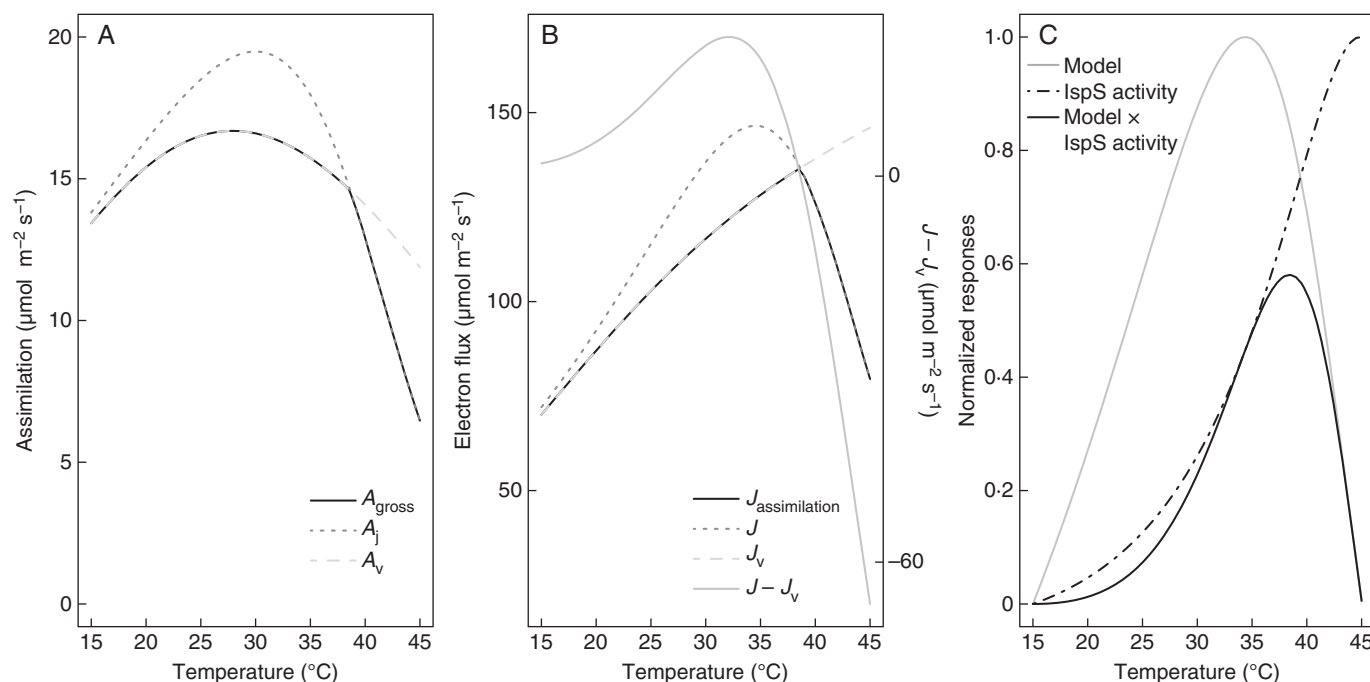 A
20
15
10
5
0
Assimilation (μmol m⁻² s⁻¹)
A_gross
A_j
A_v
15 20 25 30 35 40 45
Temperature (°C)
B
150
100
50
Electron flux (μmol m⁻² s⁻¹)
0
−60
J − J_v (μmol m⁻² s⁻¹)
J_assimilation
J
J_v
J − J_v
15 20 25 30 35 40 45
Temperature (°C)
C
1·0
0·8
0·6
0·4
0·2
0
Normalized responses
Model
IspS activity
Model ×
IspS activity
15 20 25 30 35 40 45
Temperature (°C)